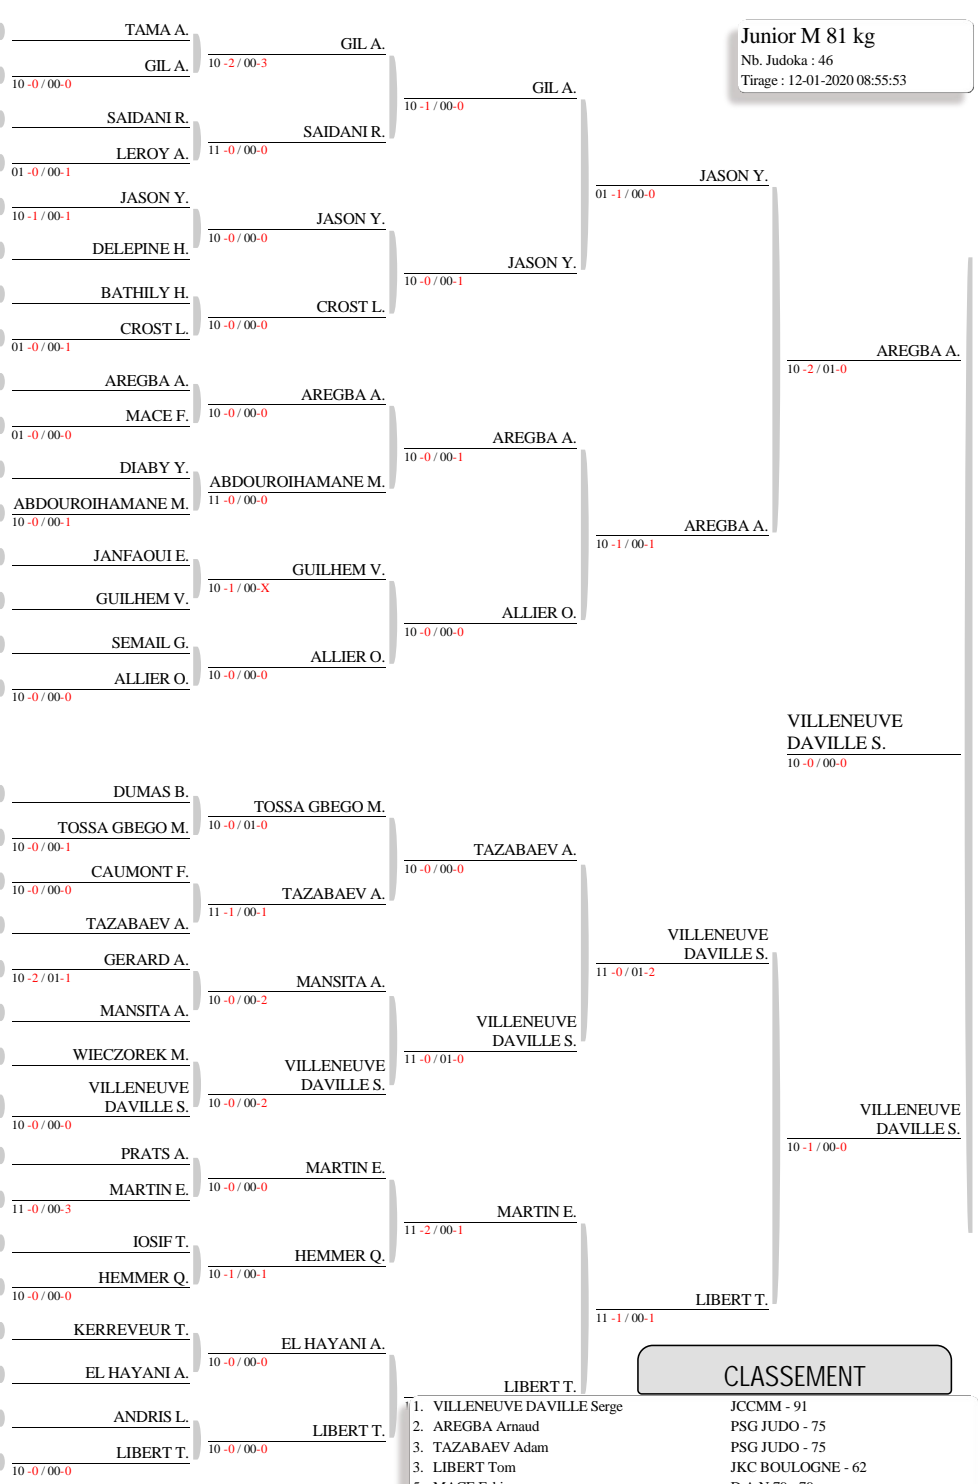 Junior M 81 kg
Nb. Judoka : 46
Tirage : 12-01-2020 08:55:53
TAMA A.
GIL A.
10 -0 / 00-0
SAIDANI R.
LEROY A.
01 -0 / 00-1
JASON Y.
10 -1 / 00-1
DELEPINE H.
BATHILY H.
CROST L.
01 -0 / 00-1
AREGBA A.
MACE F.
01 -0 / 00-0
DIABY Y.
ABDOUROIHAMANE M.
10 -0 / 00-1
JANFAOUI E.
GUILHEM V.
SEMAIL G.
ALLIER O.
10 -0 / 00-0
DUMAS B.
TOSSA GBEGO M.
10 -0 / 00-1
CAUMONT F.
10 -0 / 00-0
TAZABAEV A.
GERARD A.
10 -2 / 01-1
MANSITA A.
WIECZOREK M.
VILLENEUVE
DAVILLE S.
10 -0 / 00-0
PRATS A.
MARTIN E.
11 -0 / 00-3
IOSIF T.
HEMMER Q.
10 -0 / 00-0
KERREVEUR T.
EL HAYANI A.
ANDRIS L.
LIBERT T.
10 -0 / 00-0
GIL A.
10 -2 / 00-3
SAIDANI R.
11 -0 / 00-0
JASON Y.
10 -0 / 00-0
CROST L.
10 -0 / 00-0
AREGBA A.
10 -0 / 00-0
ABDOUROIHAMANE M.
11 -0 / 00-0
GUILHEM V.
10 -1 / 00-X
ALLIER O.
10 -0 / 00-0
TOSSA GBEGO M.
10 -0 / 01-0
TAZABAEV A.
11 -1 / 00-1
MANSITA A.
10 -0 / 00-2
VILLENEUVE
DAVILLE S.
10 -0 / 00-2
MARTIN E.
10 -0 / 00-0
HEMMER Q.
10 -1 / 00-1
EL HAYANI A.
10 -0 / 00-0
LIBERT T.
10 -0 / 00-0
GIL A.
10 -1 / 00-0
JASON Y.
10 -0 / 00-1
AREGBA A.
10 -0 / 00-1
ALLIER O.
10 -0 / 00-0
TAZABAEV A.
10 -0 / 00-0
VILLENEUVE
DAVILLE S.
11 -0 / 01-0
MARTIN E.
11 -2 / 00-1
LIBERT T.
JASON Y.
01 -1 / 00-0
AREGBA A.
10 -1 / 00-1
VILLENEUVE
DAVILLE S.
11 -0 / 01-2
LIBERT T.
11 -1 / 00-1
AREGBA A.
10 -2 / 01-0
VILLENEUVE
DAVILLE S.
10 -1 / 00-0
VILLENEUVE
DAVILLE S.
10 -0 / 00-0
CLASSEMENT
1. VILLENEUVE DAVILLE Serge JCCMM - 91
2. AREGBA Arnaud PSG JUDO - 75
3. TAZABAEV Adam PSG JUDO - 75
3. LIBERT Tom JKC BOULOGNE - 62